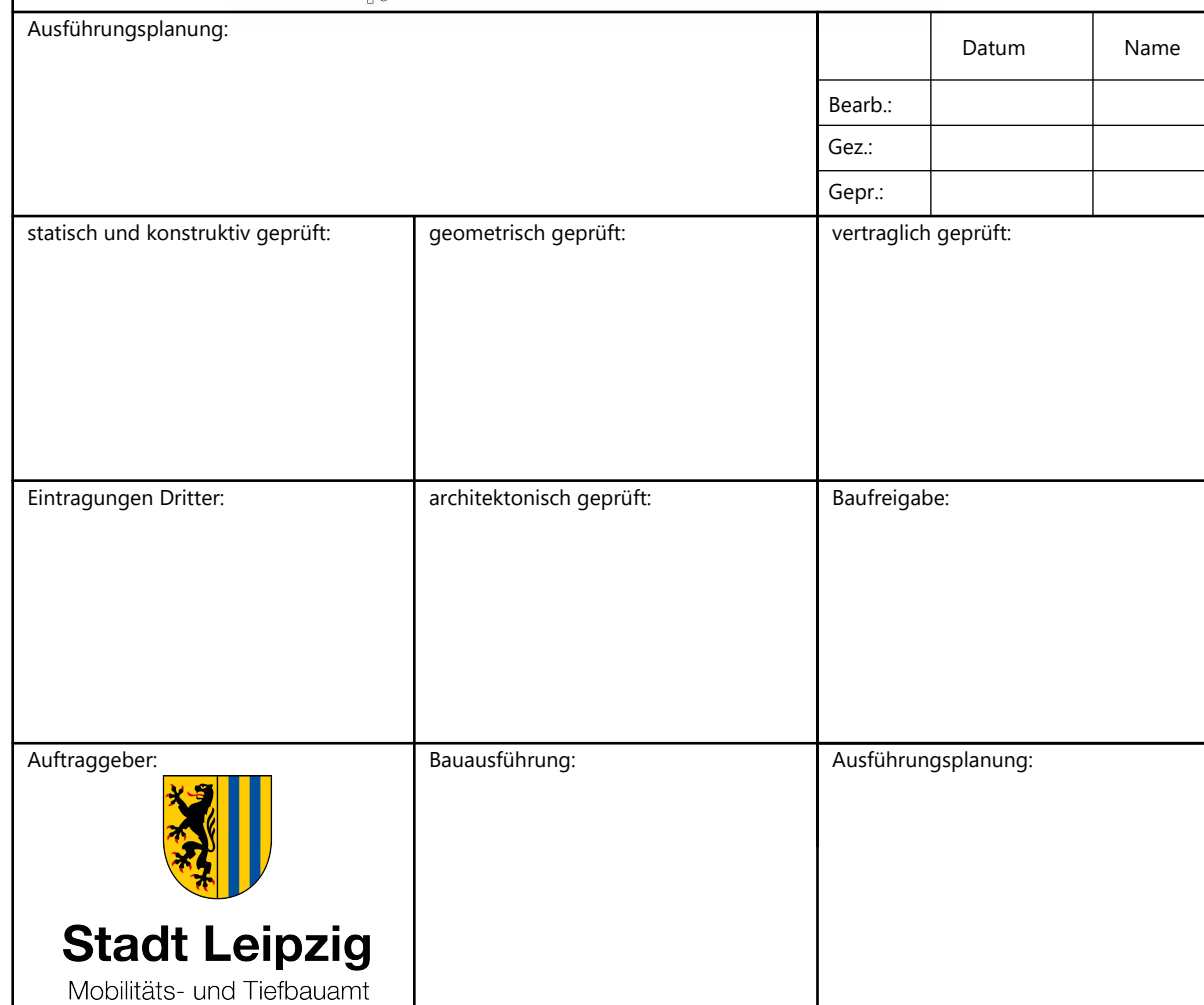 Ausführungsplanung:
Datum Name
Bearb.:
Gez.:
Gepr.:
statisch und konstruktiv geprüft: geometrisch geprüft: vertraglich geprüft:
Eintragungen Dritter: architektonisch geprüft: Baufreigabe:
Auftraggeber: Bauausführung: Ausführungsplanung:
Stadt Leipzig
Mobilitäts- und Tiefbauamt